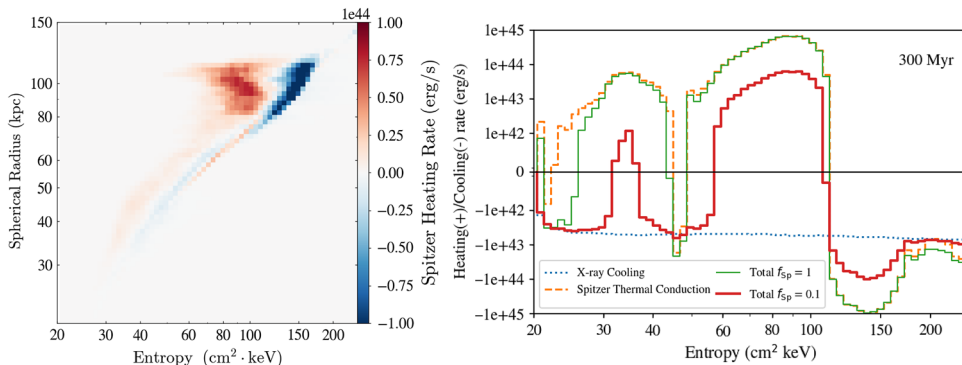 1e44
150
100
80
60
50
40
30
Spherical Radius (kpc)
20 30 40 60 80 100 150 200
Entropy (cm² · keV)
1.00
0.75
0.50
0.25
0.00
−0.25
−0.50
−0.75
−1.00
Spitzer Heating Rate (erg/s)
1e+45
1e+44
1e+43
1e+42
0
-1e+42
-1e+43
-1e+44
-1e+45
Heating(+)/Cooling(-) rate (erg/s)
300 Myr
X-ray Cooling
Spitzer Thermal Conduction
Total fSp = 1
Total fSp = 0.1
20 30 40 60 80 100 150 200
Entropy (cm² keV)